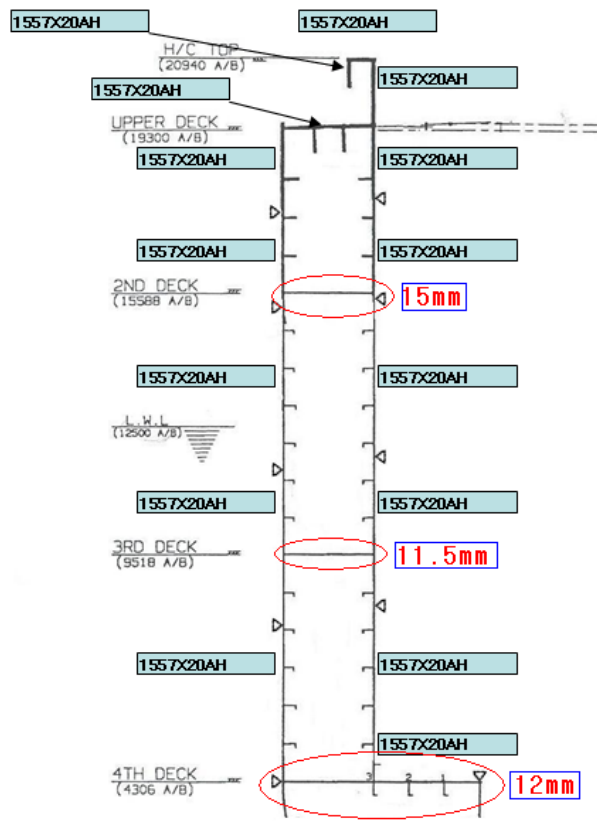 1557X20AH
1557X20AH
H/C TOP
(20940 A/B)
1557X20AH
1557X20AH
UPPER DECK
(19300 A/B)
1557X20AH
1557X20AH
1557X20AH
1557X20AH
2ND DECK
(15588 A/B)
15mm
1557X20AH
1557X20AH
L.W.L
(12500 A/B)
1557X20AH
1557X20AH
3RD DECK
(9518 A/B)
11.5mm
1557X20AH
1557X20AH
1557X20AH
3 2 1
4TH DECK
(4306 A/B)
12mm